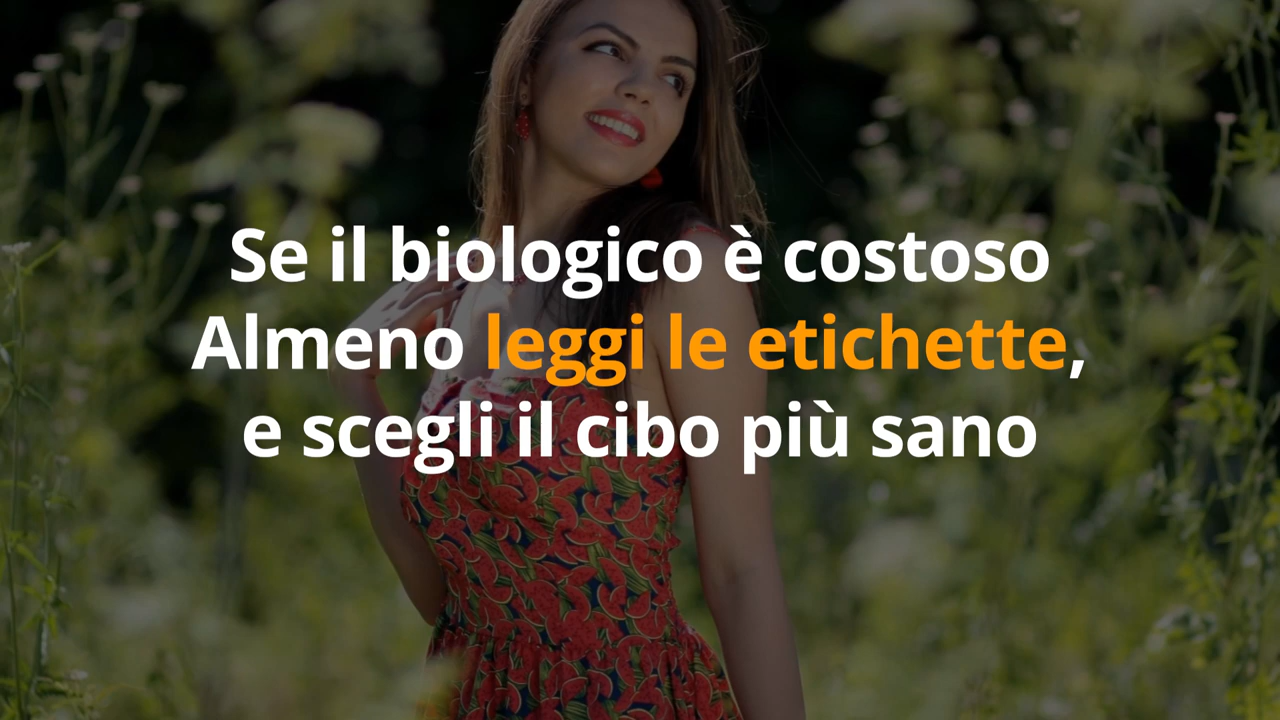 Se il biologico è costoso
Almeno leggi le etichette,
e scegli il cibo più sano